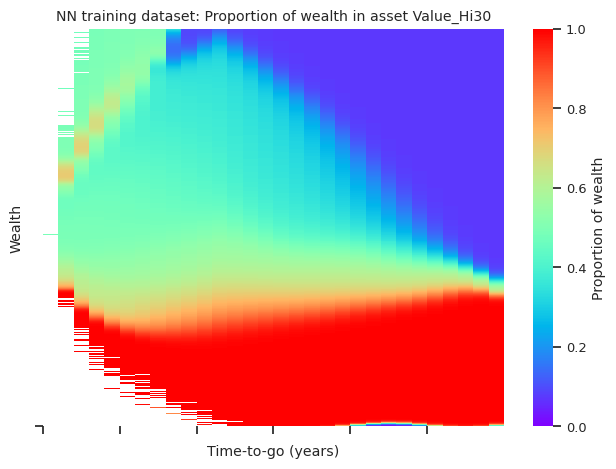 NN training dataset: Proportion of wealth in asset Value_Hi30
Wealth
Time-to-go (years)
1.0
0.8
0.6
0.4
0.2
0.0
Proportion of wealth